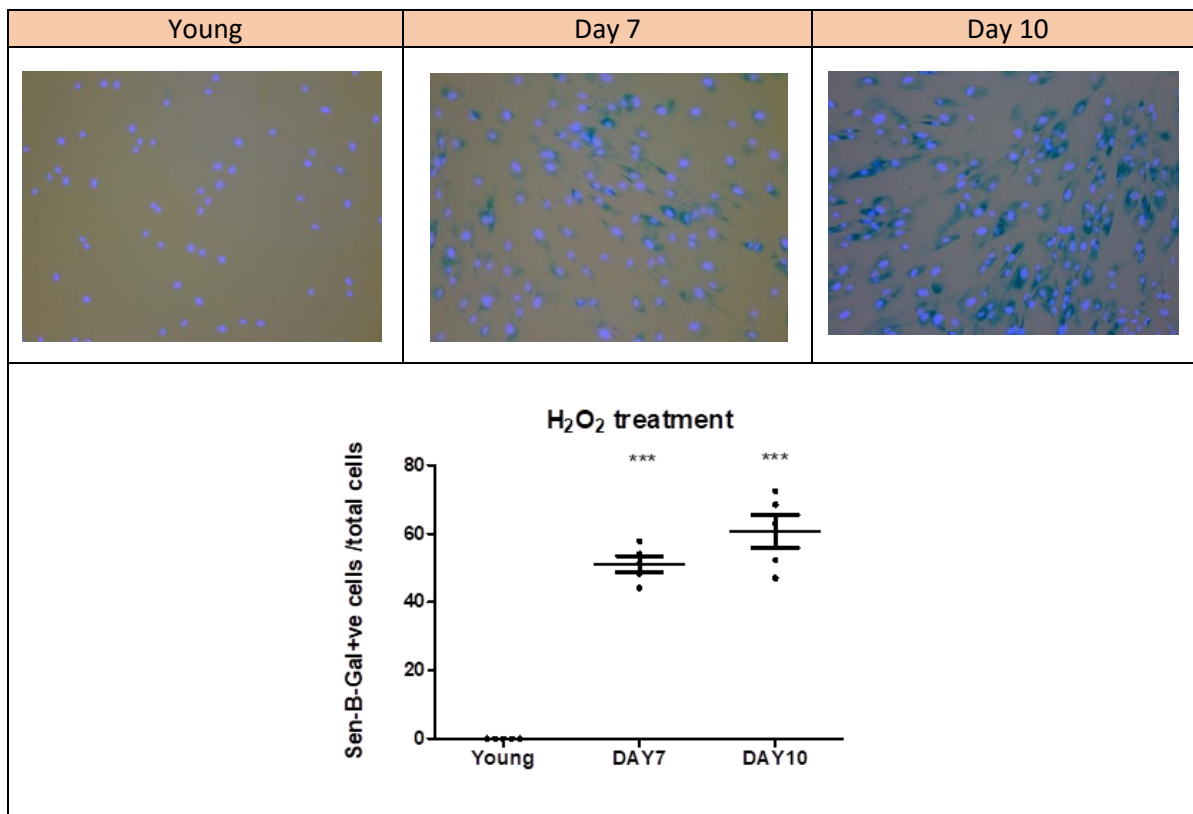 Young
Day 7
Day 10
H₂O₂ treatment
*** ***
Sen-B-Gal+ve cells /total cells
80
60
40
20
0
Young DAY7 DAY10